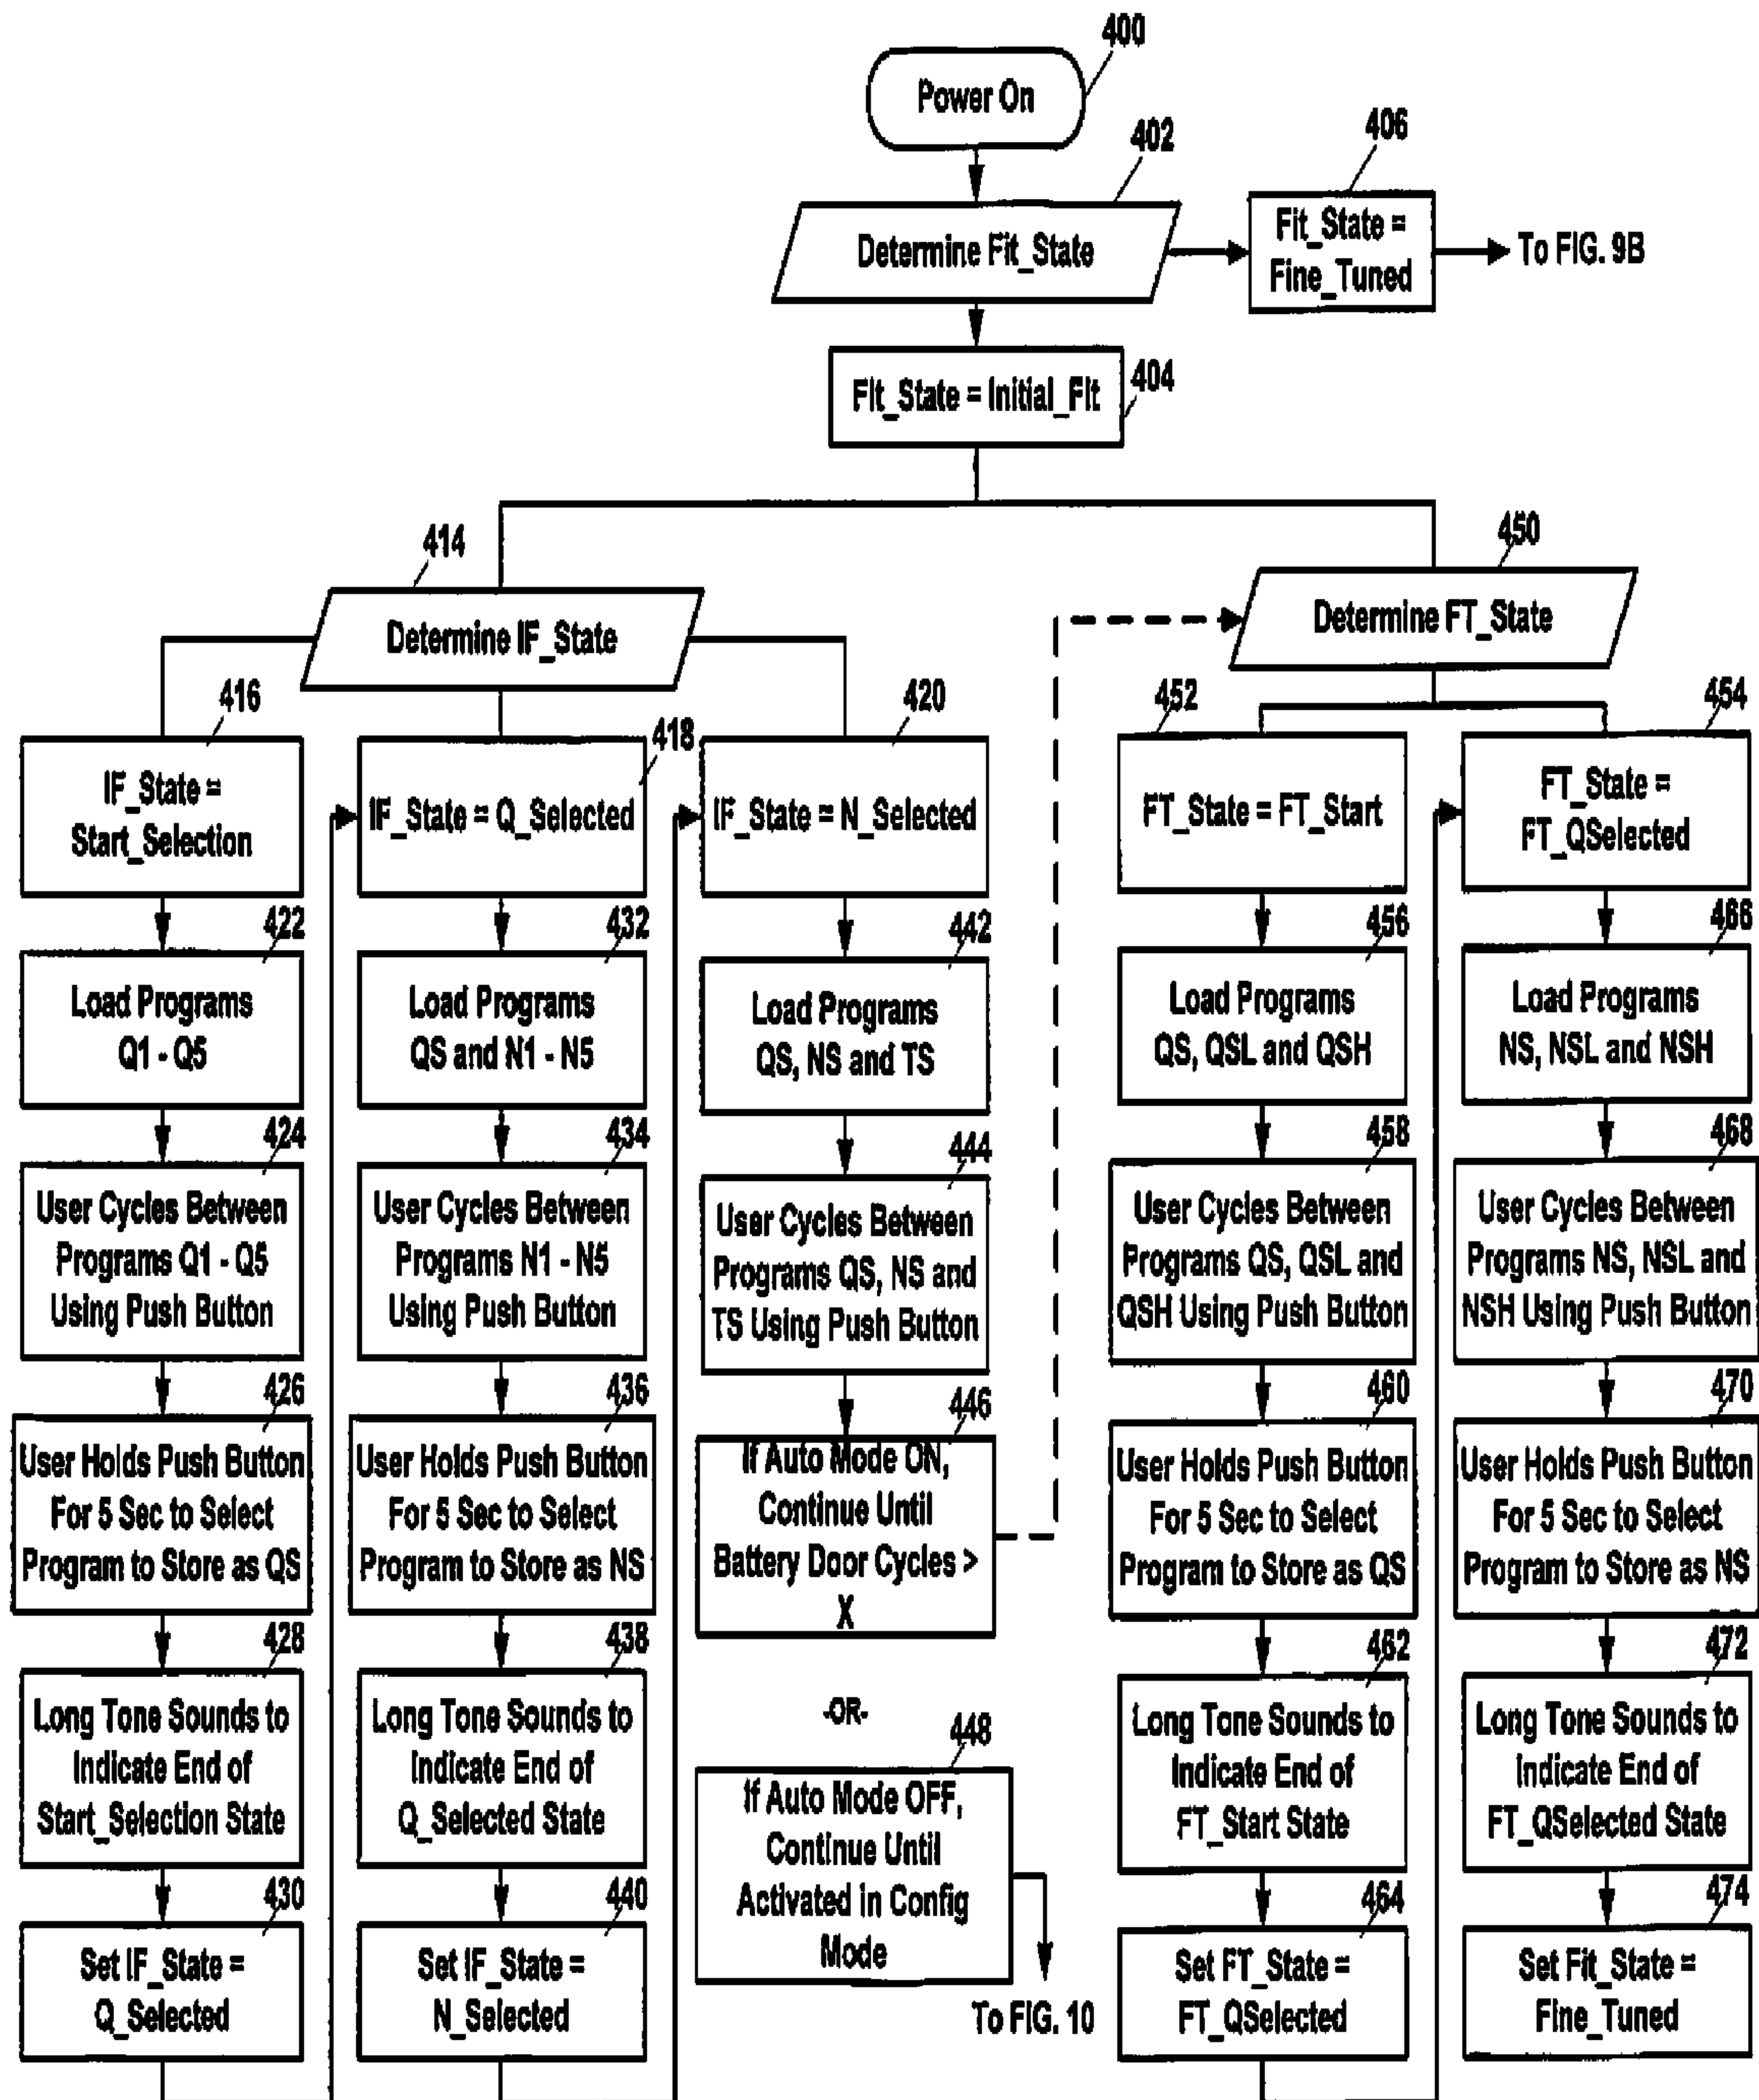 400
Power On
402
406
Determine Fit_State
Fit_State =
Fine_Tuned
To FIG. 9B
Fit_State = Initial_Fit
404
414
Determine IF_State
450
Determine FT_State
416
IF_State =
Start_Selection
418
IF_State = Q_Selected
420
IF_State = N_Selected
452
FT_State = FT_Start
454
FT_State =
FT_QSelected
422
Load Programs
Q1 - Q5
432
Load Programs
QS and N1 - N5
442
Load Programs
QS, NS and TS
456
Load Programs
QS, QSL and QSH
466
Load Programs
NS, NSL and NSH
424
User Cycles Between
Programs Q1 - Q5
Using Push Button
434
User Cycles Between
Programs N1 - N5
Using Push Button
444
User Cycles Between
Programs QS, NS and
TS Using Push Button
458
User Cycles Between
Programs QS, QSL and
QSH Using Push Button
468
User Cycles Between
Programs NS, NSL and
NSH Using Push Button
426
User Holds Push Button
For 5 Sec to Select
Program to Store as QS
436
User Holds Push Button
For 5 Sec to Select
Program to Store as NS
446
If Auto Mode ON,
Continue Until
Battery Door Cycles >
X
460
User Holds Push Button
For 5 Sec to Select
Program to Store as QS
470
User Holds Push Button
For 5 Sec to Select
Program to Store as NS
428
Long Tone Sounds to
Indicate End of
Start_Selection State
438
Long Tone Sounds to
Indicate End of
Q_Selected State
-OR-
448
If Auto Mode OFF,
Continue Until
Activated in Config
Mode
To FIG. 10
462
Long Tone Sounds to
Indicate End of
FT_Start State
472
Long Tone Sounds to
Indicate End of
FT_QSelected State
430
Set IF_State =
Q_Selected
440
Set IF_State =
N_Selected
464
Set FT_State =
FT_QSelected
474
Set Fit_State =
Fine_Tuned